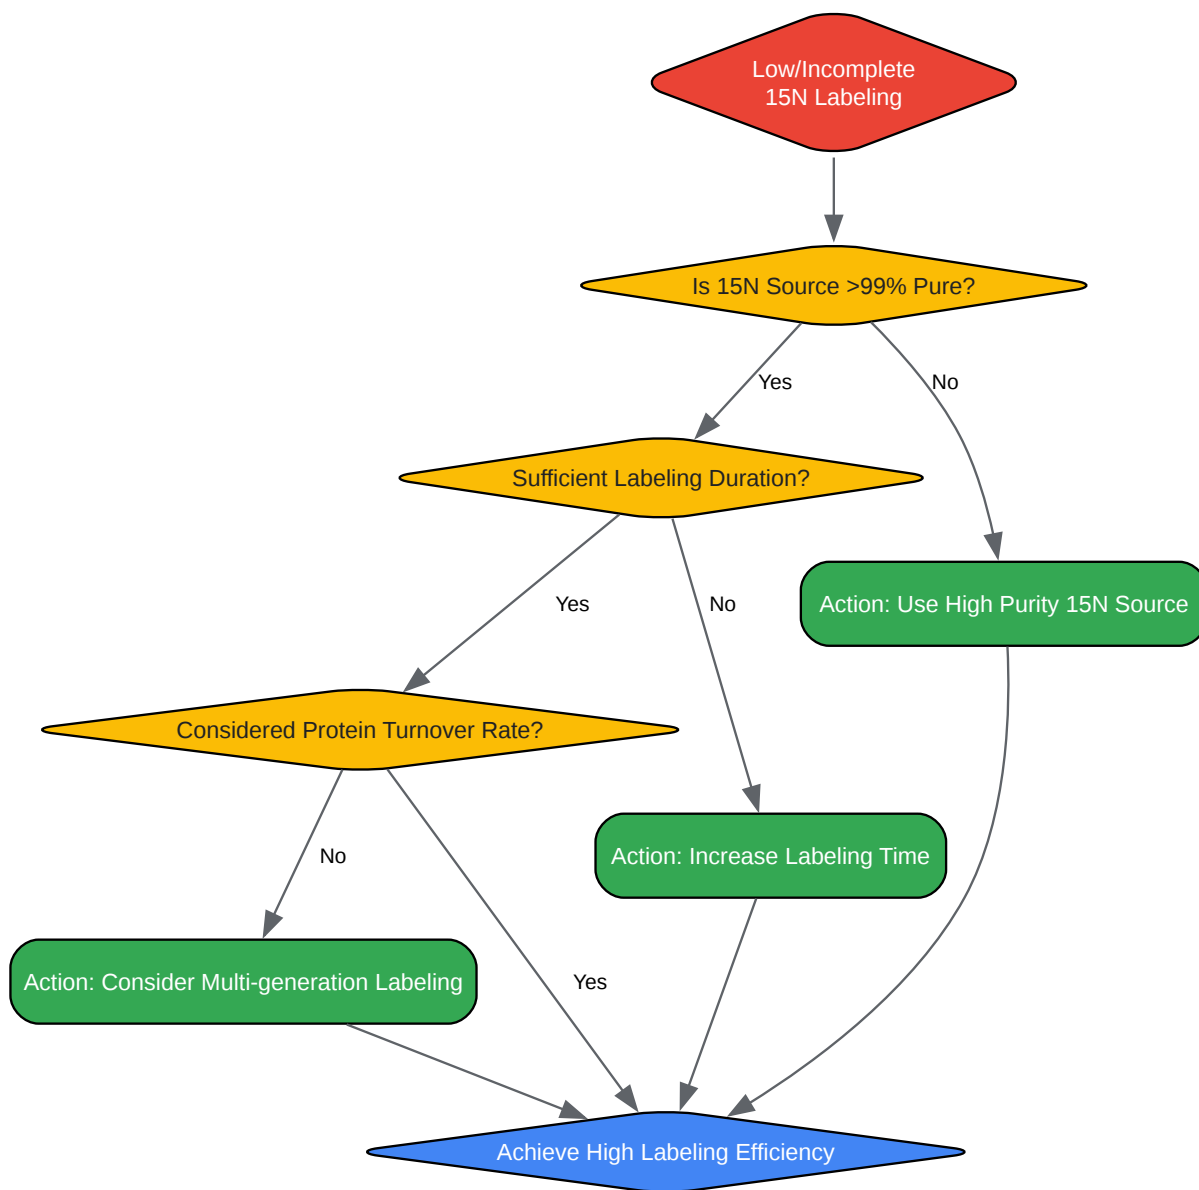 Low/Incomplete
15N Labeling
Is 15N Source >99% Pure?
Yes
No
Sufficient Labeling Duration?
Yes
No
Action: Use High Purity 15N Source
Considered Protein Turnover Rate?
No
Action: Increase Labeling Time
Yes
Action: Consider Multi-generation Labeling
Achieve High Labeling Efficiency